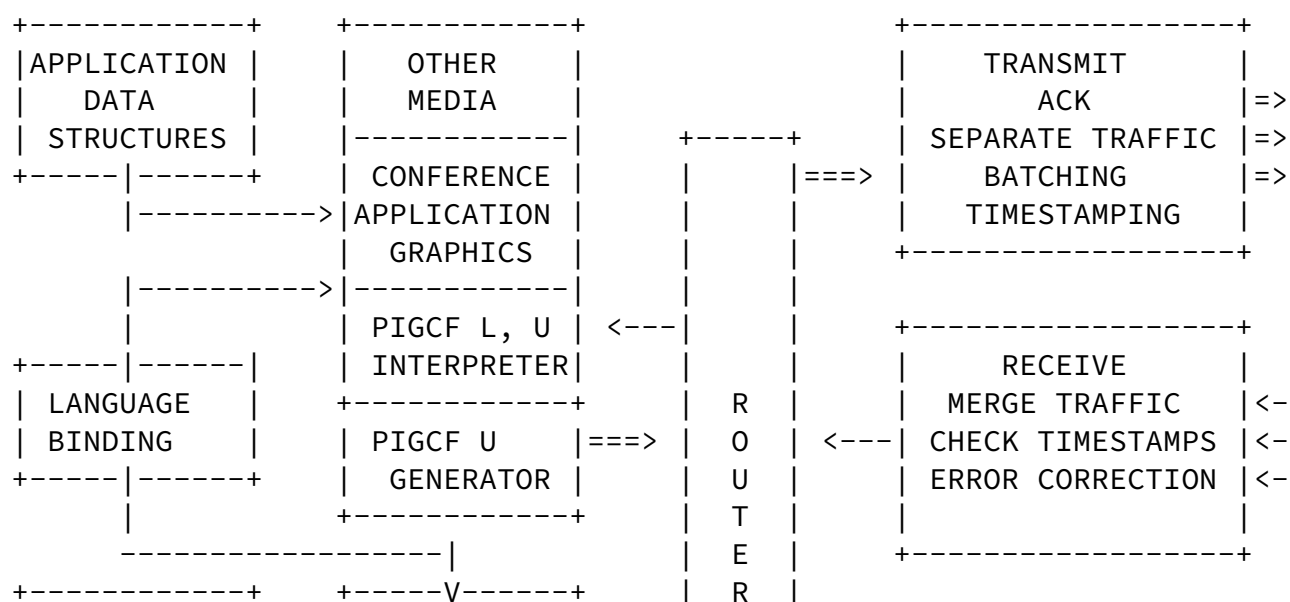 +------------+    +------------+                 +------------------+
|APPLICATION |    |   OTHER    |                 |    TRANSMIT      |
|   DATA     |    |   MEDIA    |                 |       ACK        |=>
| STRUCTURES |    |------------|     +-----+     | SEPARATE TRAFFIC |=>
+-----|------+    | CONFERENCE |     |     |===> |    BATCHING      |=>
      |---------->|APPLICATION |     |     |     |   TIMESTAMPING   |
                  |  GRAPHICS  |     |     |     +------------------+
      |---------->|------------|     |     |
      |           | PIGCF L, U | <---|     |     +------------------+
+-----|------|    | INTERPRETER|     |     |     |     RECEIVE      |
| LANGUAGE   |    +------------+     |  R  |     |  MERGE TRAFFIC   |<-
| BINDING    |    | PIGCF U    |===> |  O  | <---| CHECK TIMESTAMPS |<-
+-----|------+    |  GENERATOR |     |  U  |     | ERROR CORRECTION |<-
      |           +------------+     |  T  |     |                  |
      ------------------|            |  E  |     +------------------+
+------------+    +-----V------+     |  R  |